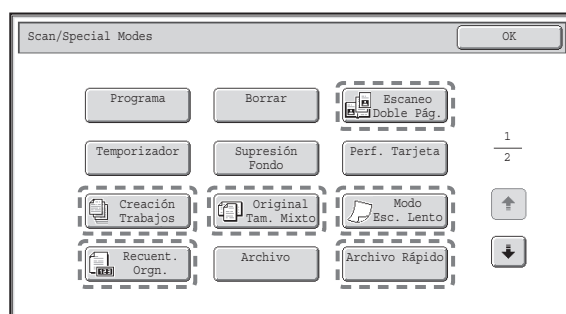 Scan/Special Modes
OK
Programa
Borrar
Escaneo
Doble Pág.
Temporizador
Supresión
Fondo
Perf. Tarjeta
1
2
Creación
Trabajos
Original
Tam. Mixto
Modo
Esc. Lento
Recuent.
Orgn.
123
Archivo
Archivo Rápido